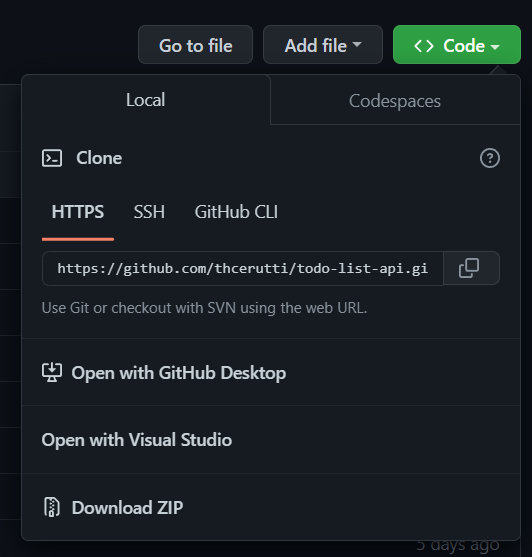 Go to file Add file Code
Local Codespaces
Clone
HTTPS SSH GitHub CLI
https://github.com/thcerutti/todo-list-api.gi
Use Git or checkout with SVN using the web URL.
Open with GitHub Desktop
Open with Visual Studio
Download ZIP
5 days ago